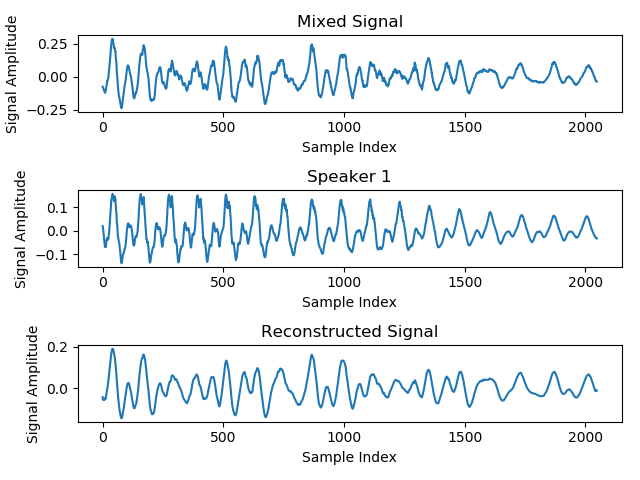 Mixed Signal
Signal Amplitude
0.25
0.00
−0.25
0 500 1000 1500 2000
Sample Index
Speaker 1
Signal Amplitude
0.1
0.0
−0.1
0 500 1000 1500 2000
Sample Index
Reconstructed Signal
Signal Amplitude
0.2
0.0
0 500 1000 1500 2000
Sample Index